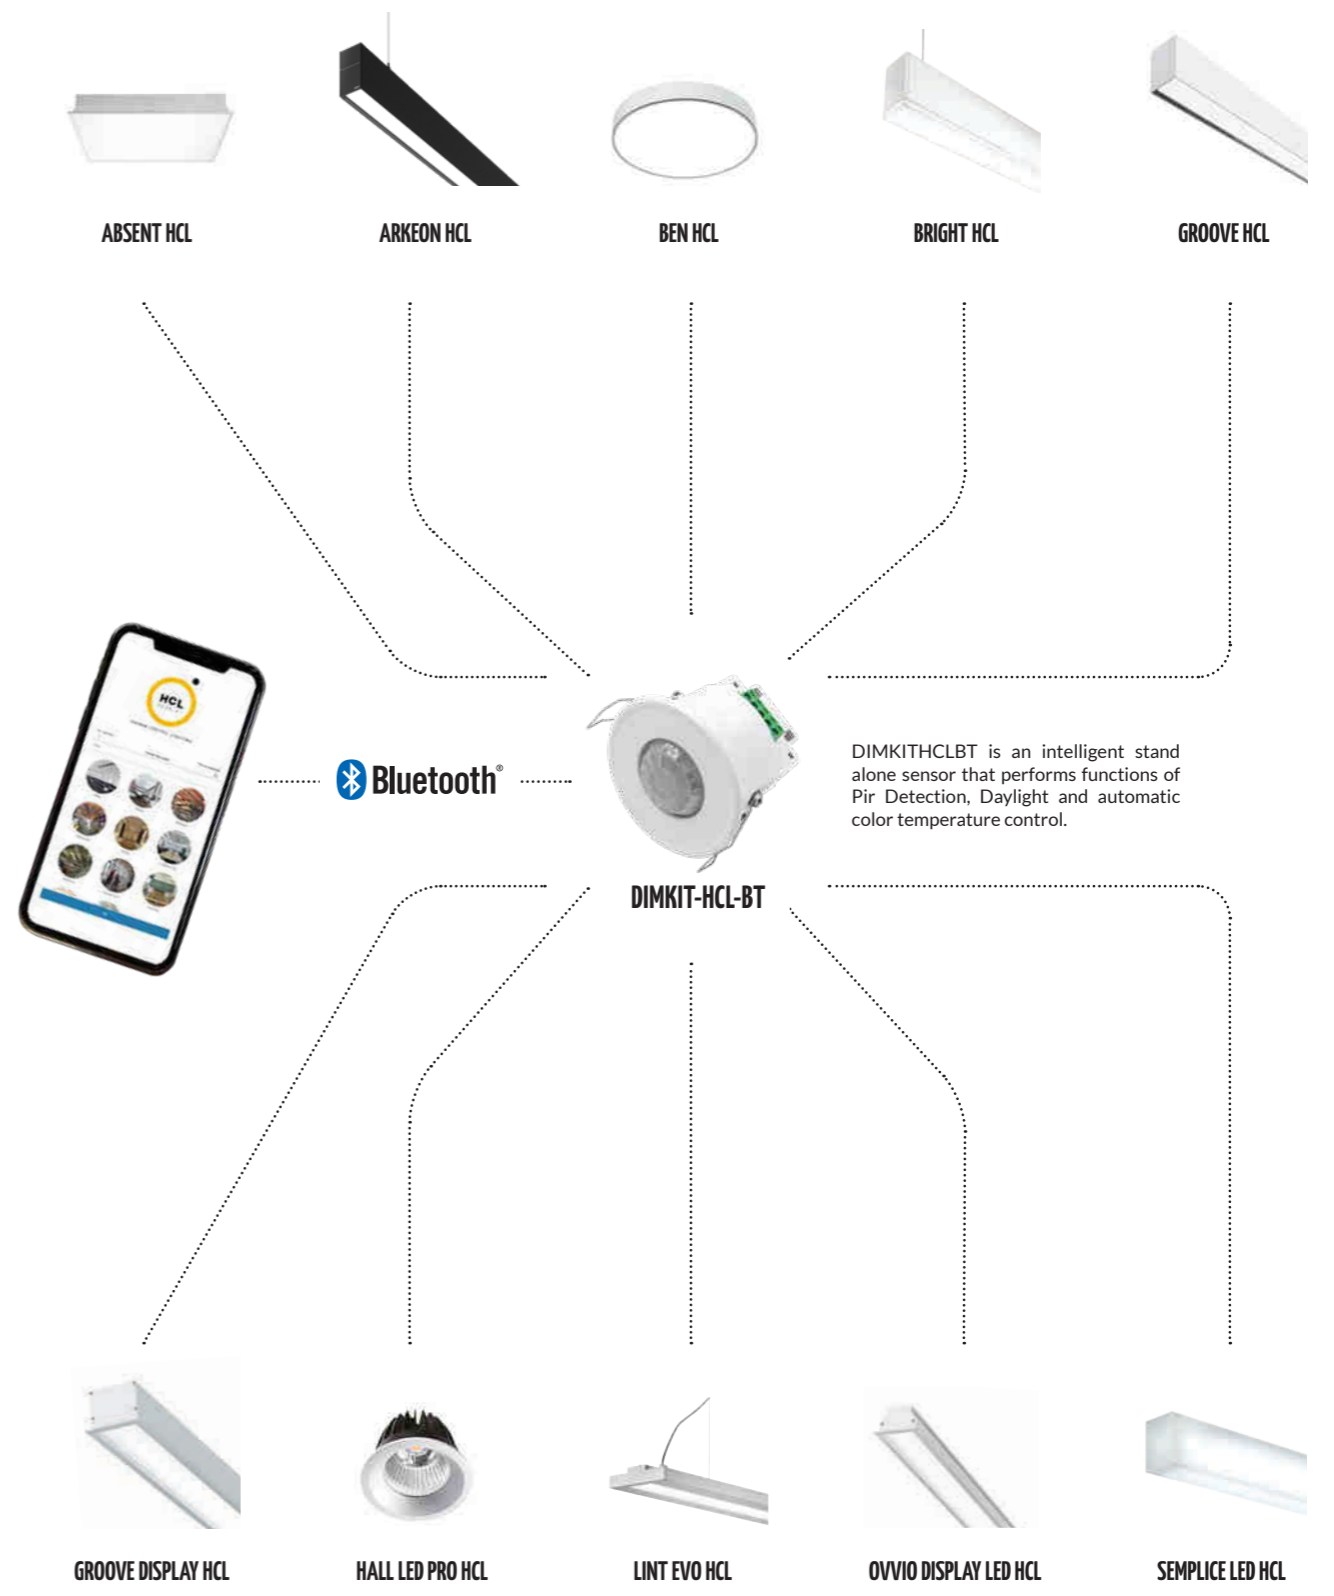 ABSENT HCL
ARKEON HCL
BEN HCL
BRIGHT HCL
GROOVE HCL
HCL
Bluetooth®
DIMKITHCLBT is an intelligent stand
alone sensor that performs functions of
Pir Detection, Daylight and automatic
color temperature control.
DIMKIT-HCL-BT
GROOVE DISPLAY HCL
HALL LED PRO HCL
LINT EVO HCL
OVVIO DISPLAY LED HCL
SEMPLICE LED HCL